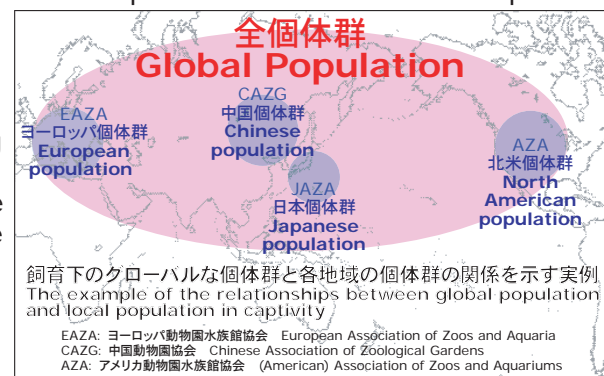 全個体群
Global Population
EAZA
ヨーロッパ個体群
European
population
CAZG
中国個体群
Chinese
population
JAZA
日本個体群
Japanese
population
AZA
北米個体群
North
American
population
飼育下のグローバルな個体群と各地域の個体群の関係を示す実例
The example of the relationships between global population
and local population in captivity
EAZA: ヨーロッパ動物園水族館協会 European Association of Zoos and Aquaria
CAZG: 中国動物園協会 Chinese Association of Zoological Gardens
AZA: アメリカ動物園水族館協会 (American) Association of Zoos and Aquariums